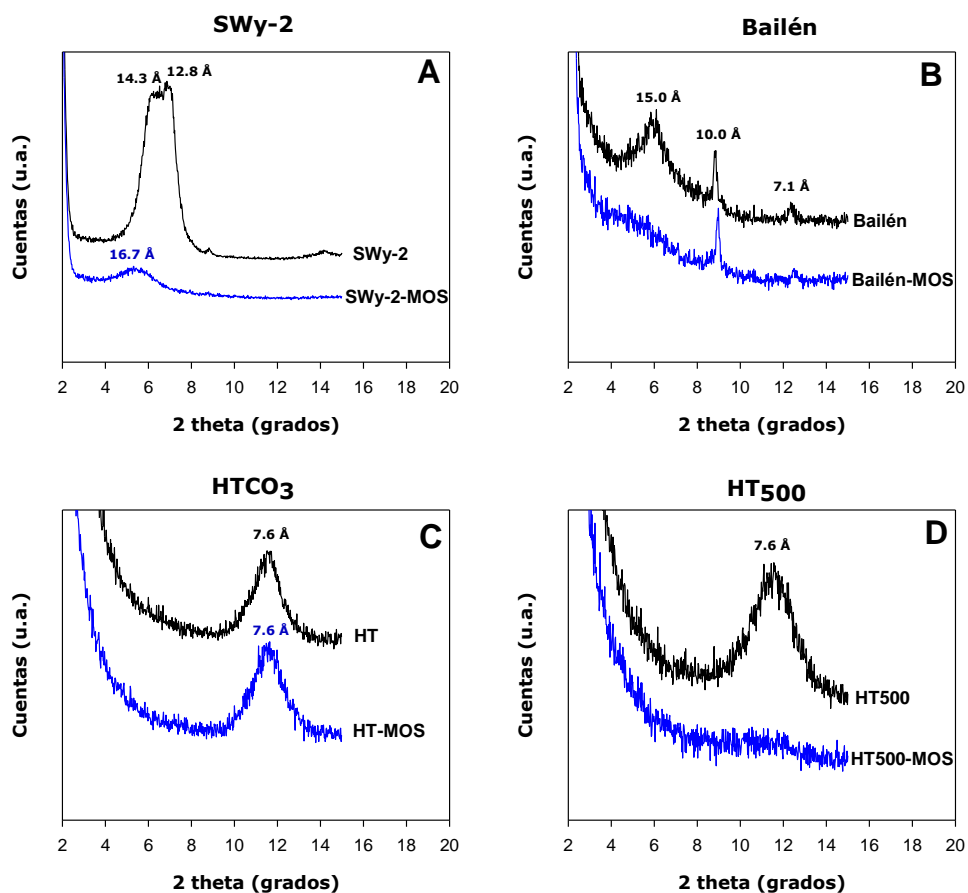 SWy-2
A
14.3 Å
12.8 Å
16.7 Å
SWy-2
SWy-2-MOS
Cuentas (u.a.)
2 4 6 8 10 12 14 16 18 20
2 theta (grados)
Bailén
B
15.0 Å
10.0 Å
7.1 Å
Bailén
Bailén-MOS
Cuentas (u.a.)
2 4 6 8 10 12 14 16 18 20
2 theta (grados)
HTCO3
C
7.6 Å
7.6 Å
HT
HT-MOS
Cuentas (u.a.)
2 4 6 8 10 12 14 16 18 20
2 theta (grados)
HT500
D
7.6 Å
HT500
HT500-MOS
Cuentas (u.a.)
2 4 6 8 10 12 14 16 18 20
2 theta (grados)